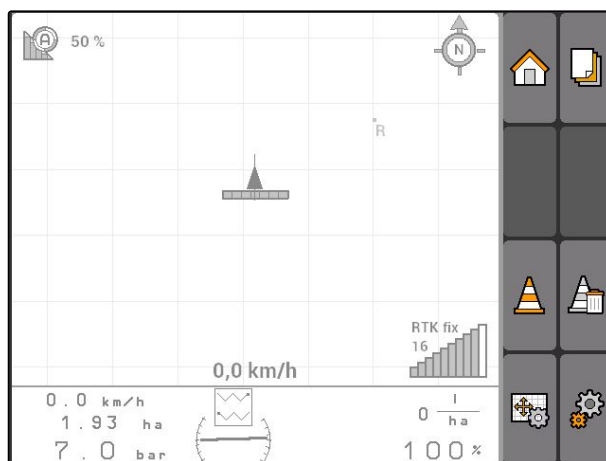 A
50 %
N
R
RTK fix
16
0,0 km/h
0.0 km/h
1.93 ha
7.0 bar
0 l/ha
100%